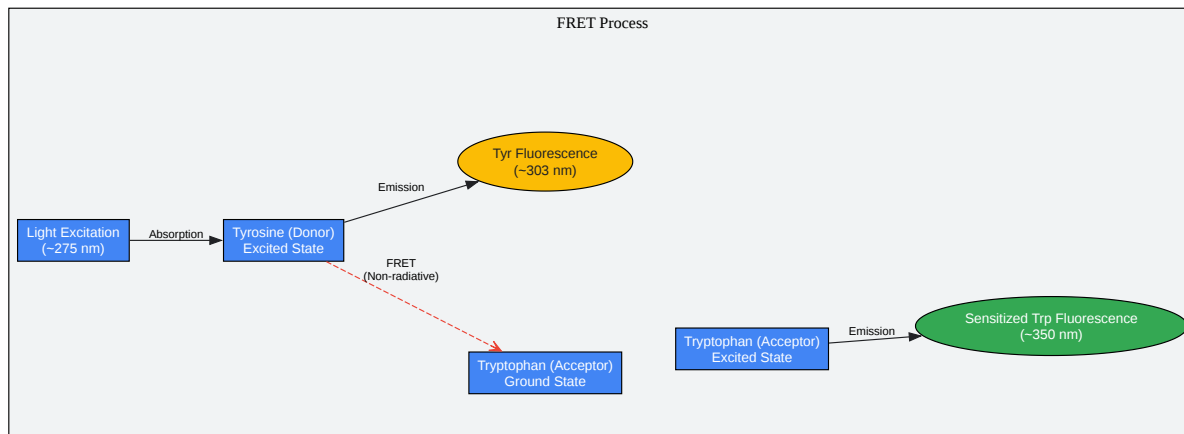 FRET Process
Tyr Fluorescence
(~303 nm)
Emission
Light Excitation
(~275 nm)
Absorption
Tyrosine (Donor)
Excited State
FRET
(Non-radiative)
Tryptophan (Acceptor)
Ground State
Tryptophan (Acceptor)
Excited State
Emission
Sensitized Trp Fluorescence
(~350 nm)